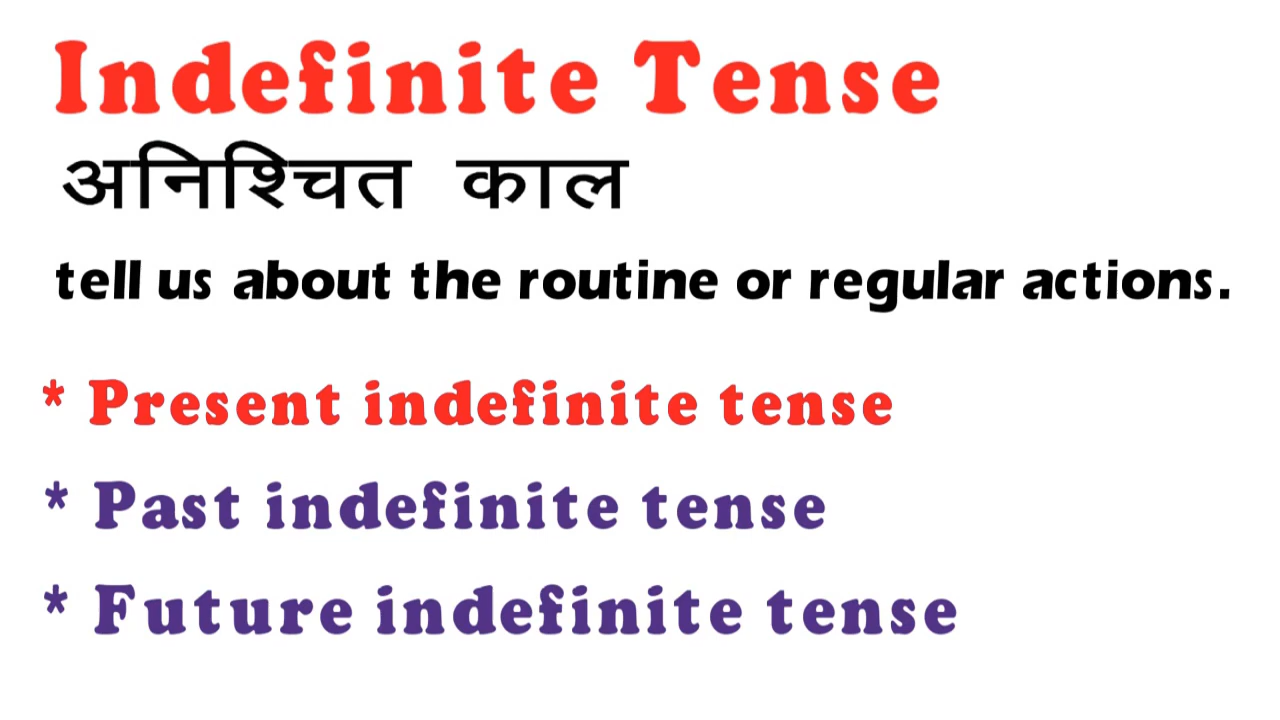 Indefinite Tense
अनिश्चित काल
tell us about the routine or regular actions.
* Present indefinite tense
* Past indefinite tense
* Future indefinite tense